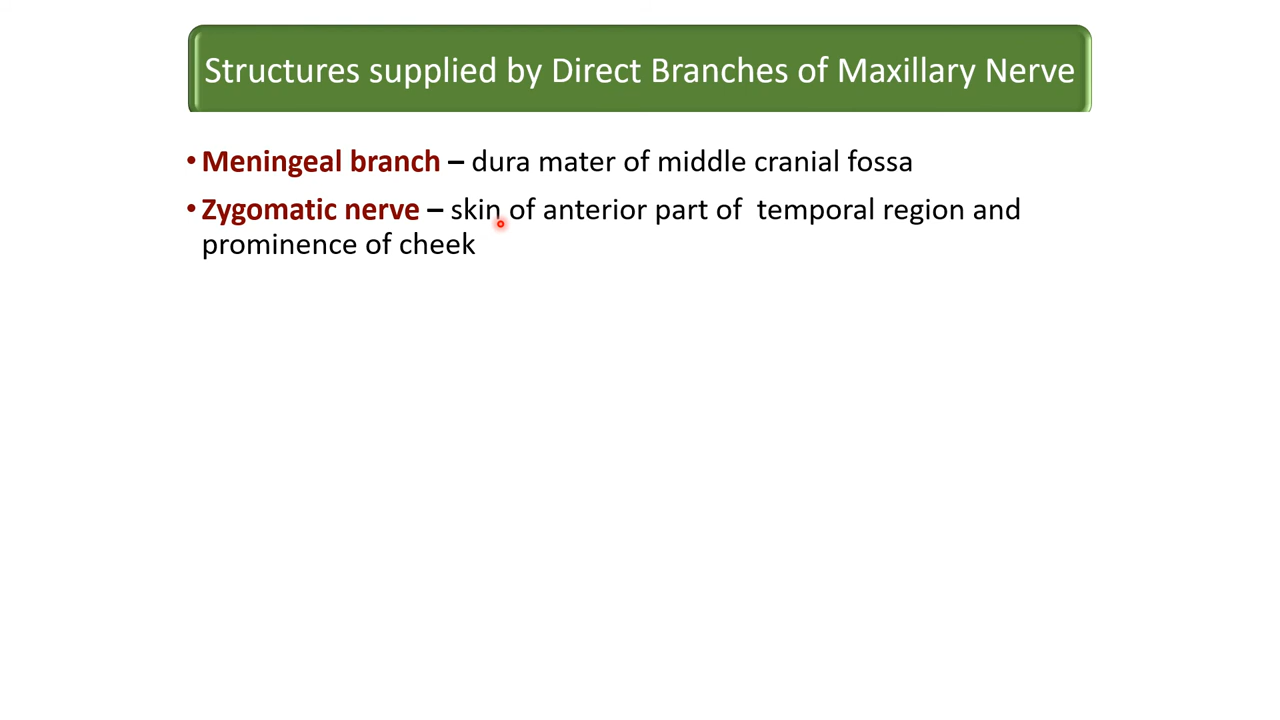 Structures supplied by Direct Branches of Maxillary Nerve
• Meningeal branch – dura mater of middle cranial fossa
• Zygomatic nerve – skin of anterior part of  temporal region and
prominence of cheek